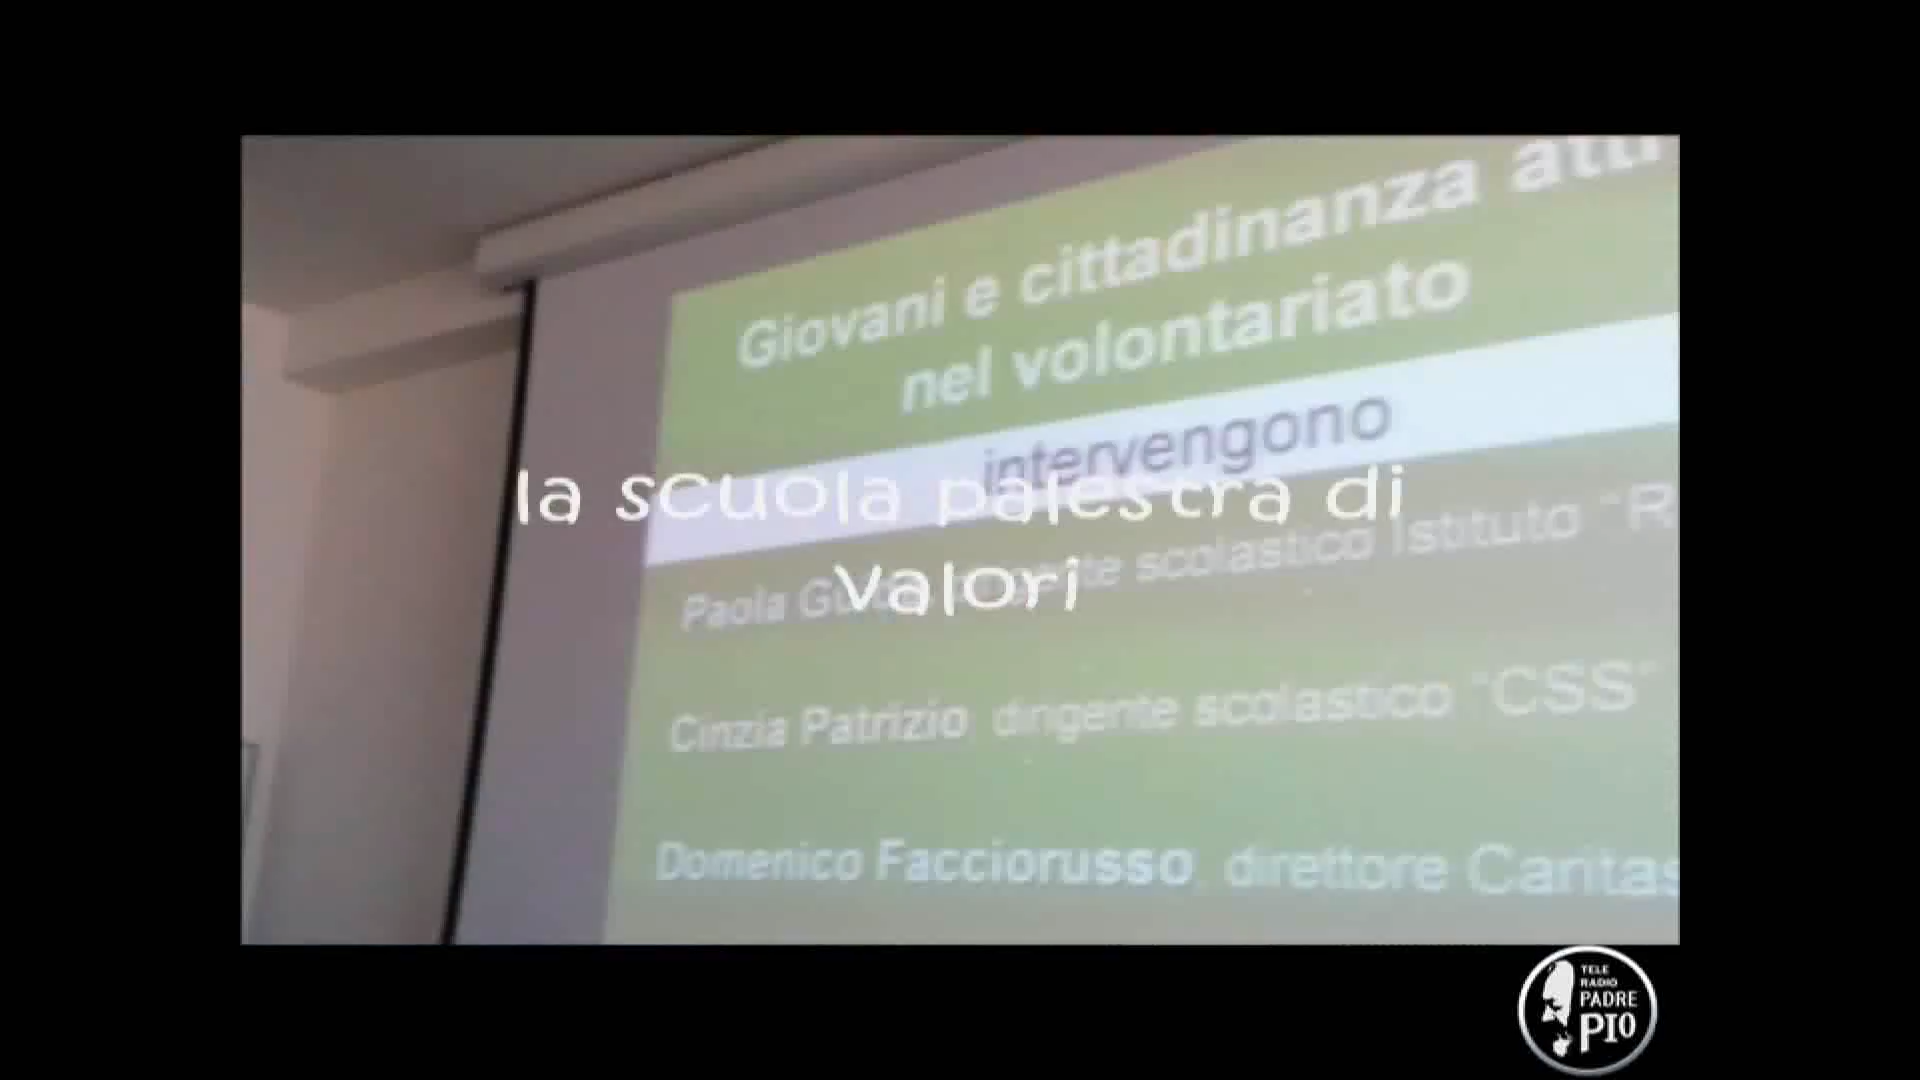 Giovani e cittadinanza atti
nel volontariato
intervengono
la scuola palestra di
Valori
Paola dirigente scolastico Istituto "R
Cinzia Patrizio dirigente scolastico "CSS"
Domenico Facciorusso, direttore Caritas
TELE
RADIO
PADRE
PIO